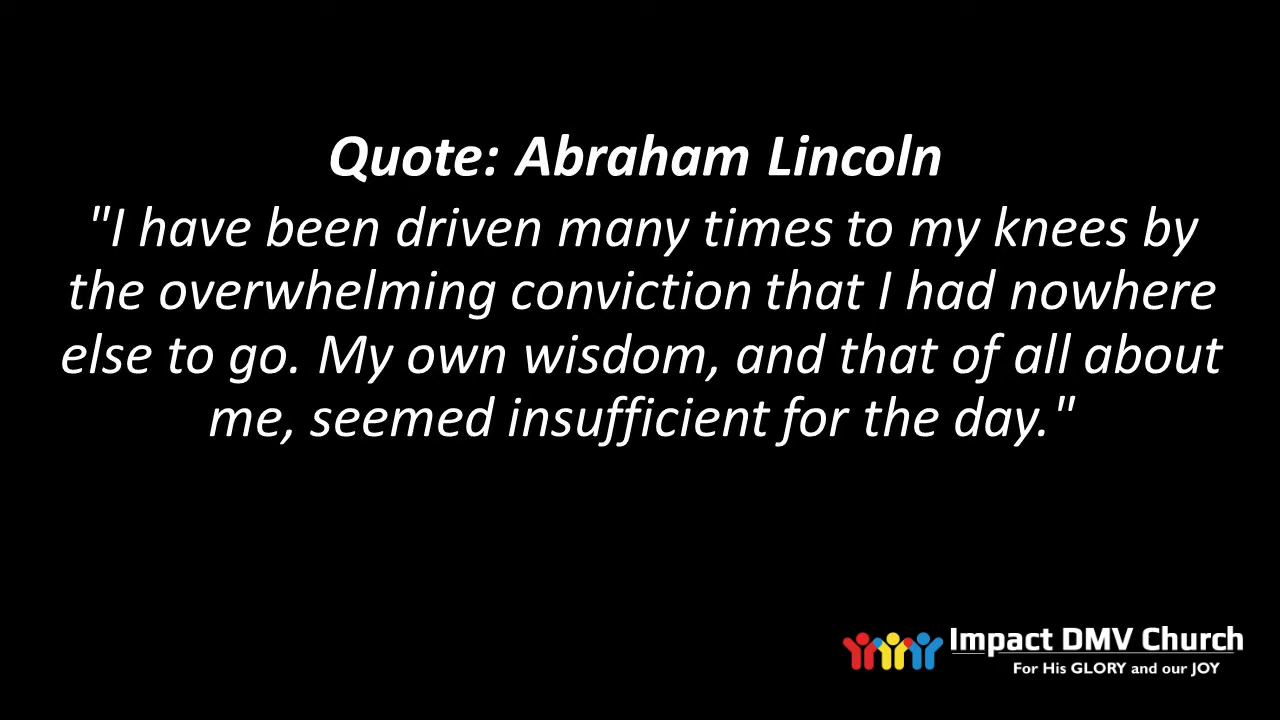 Quote: Abraham Lincoln
"I have been driven many times to my knees by
the overwhelming conviction that I had nowhere
else to go. My own wisdom, and that of all about
me, seemed insufficient for the day."
Impact DMV Church
For His GLORY and our JOY